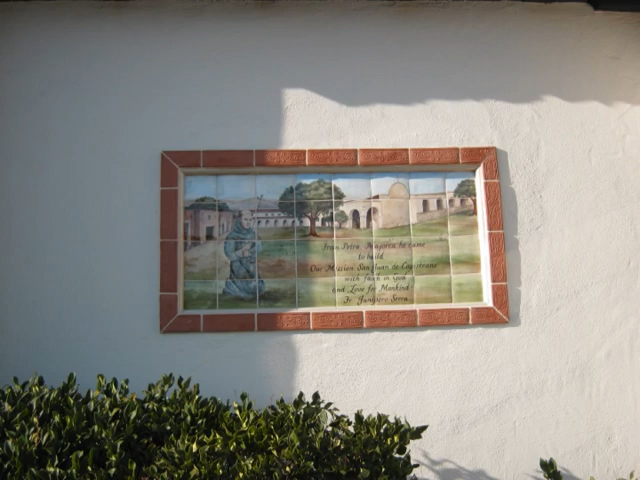 from Petra, Majorca he came
to build
Our Mission San Juan de Capistrano
with faith in God
and Love for Mankind
Fr. Junipero Serra